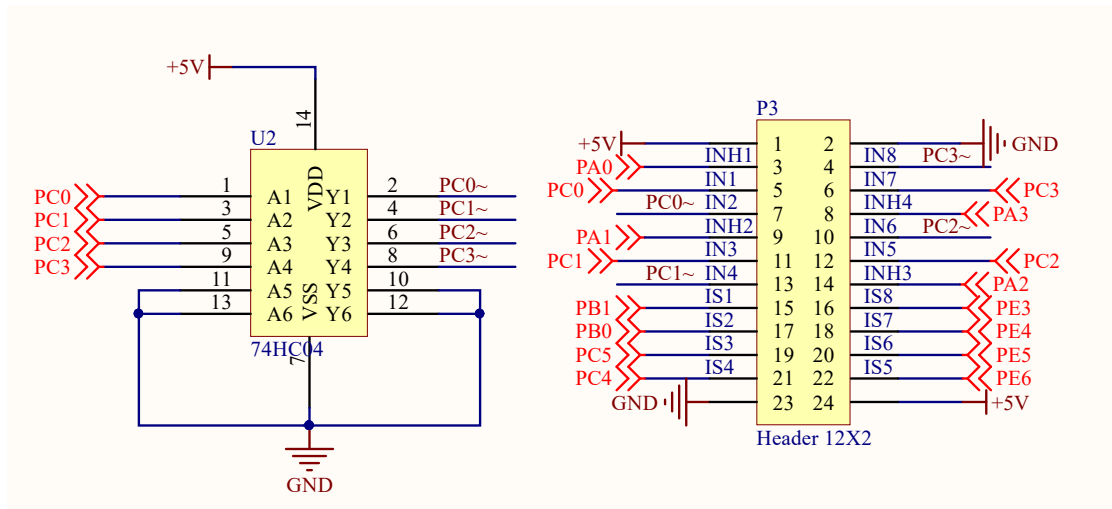 +5V
14
U2
PC0 1 A1 VDD Y1 2 PC0~
PC1 3 A2 Y2 4 PC1~
PC2 5 A3 Y3 6 PC2~
PC3 9 A4 Y4 8 PC3~
11 A5 VSS Y5 10
13 A6 Y6 12
74HC04
7
GND
P3
+5V 1 2 GND
PA0 INH1 3 4 IN8 PC3~
PC0 IN1 5 6 IN7 PC3
PC0~ IN2 7 8 INH4 PA3
PA1 INH2 9 10 IN6 PC2~
PC1 IN3 11 12 IN5 PC2
PC1~ IN4 13 14 INH3 PA2
PB1 IS1 15 16 IS8 PE3
PB0 IS2 17 18 IS7 PE4
PC5 IS3 19 20 IS6 PE5
PC4 IS4 21 22 IS5 PE6
GND 23 24 +5V
Header 12X2